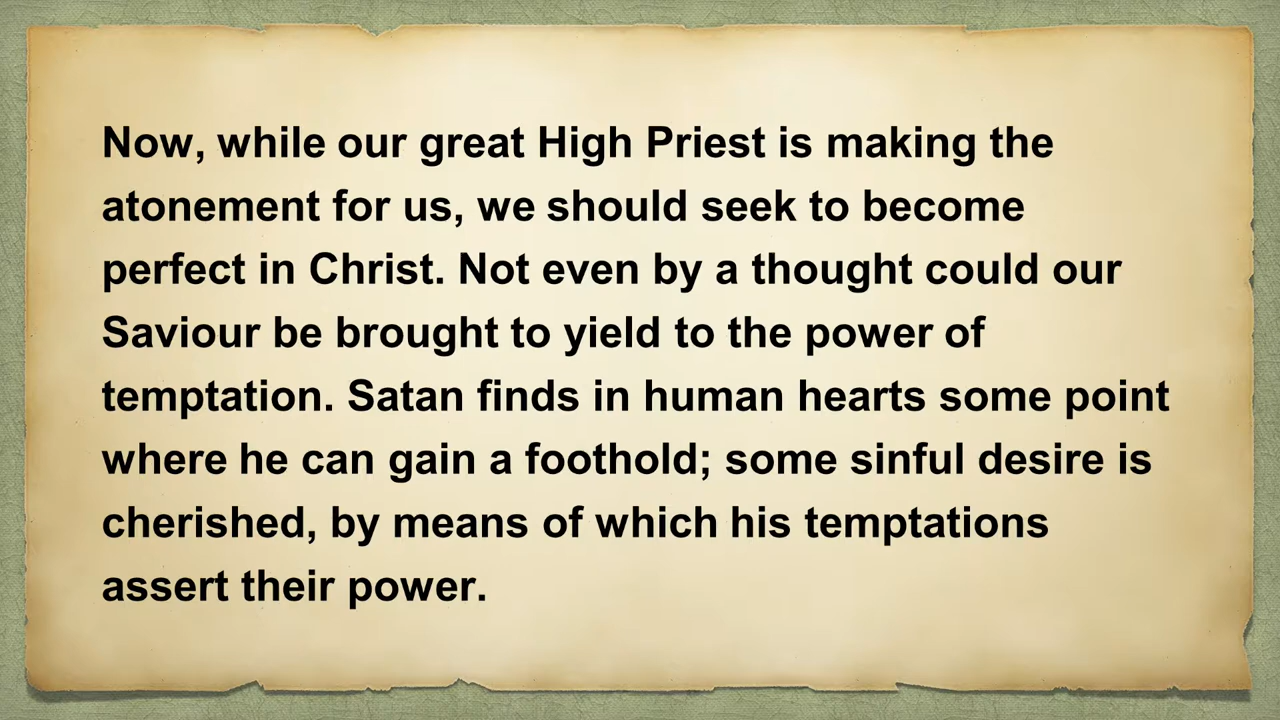 Now, while our great High Priest is making the
atonement for us, we should seek to become
perfect in Christ. Not even by a thought could our
Saviour be brought to yield to the power of
temptation. Satan finds in human hearts some point
where he can gain a foothold; some sinful desire is
cherished, by means of which his temptations
assert their power.